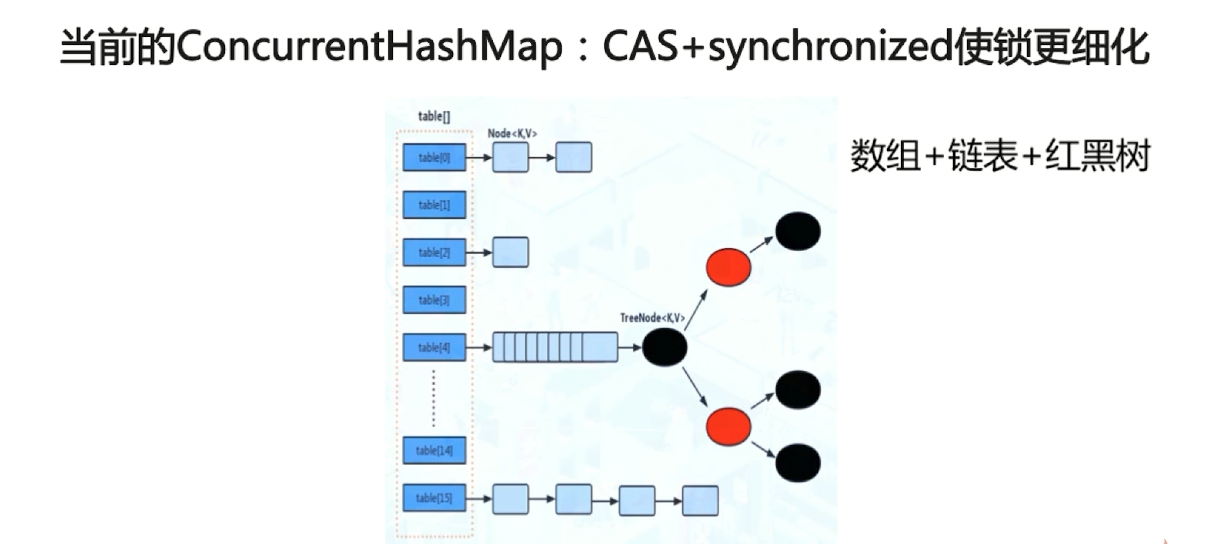 当前的ConcurrentHashMap：CAS+synchronized使锁更细化
table[]
Node<K,V>
数组+链表+红黑树
table[0]
table[1]
table[2]
table[3]
TreeNode<K,V>
table[4]
table[14]
table[15]